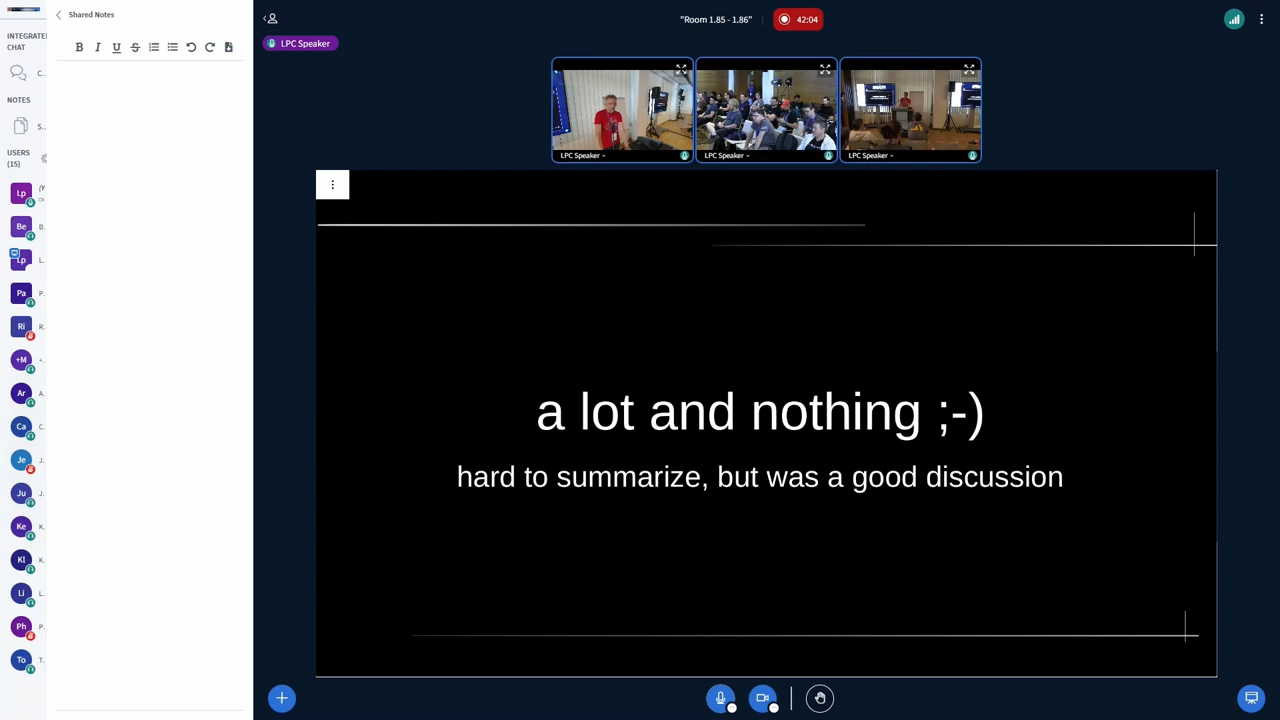 INTEGRATE
CHAT
C...
NOTES
S...
USERS
(15)
Lp
Be
B.
Lp
L.
Pa
P.
Ri
R.
+M
+.
Ar
A.
Ca
C.
Je
J.
Ju
J.
Ke
K.
Kl
K.
Li
L.
Ph
P.
To
T.
Shared Notes
B I U S
"Room 1.85 - 1.86"
42:04
LPC Speaker
LPC Speaker
LPC Speaker
LPC Speaker
a lot and nothing ;-)
hard to summarize, but was a good discussion